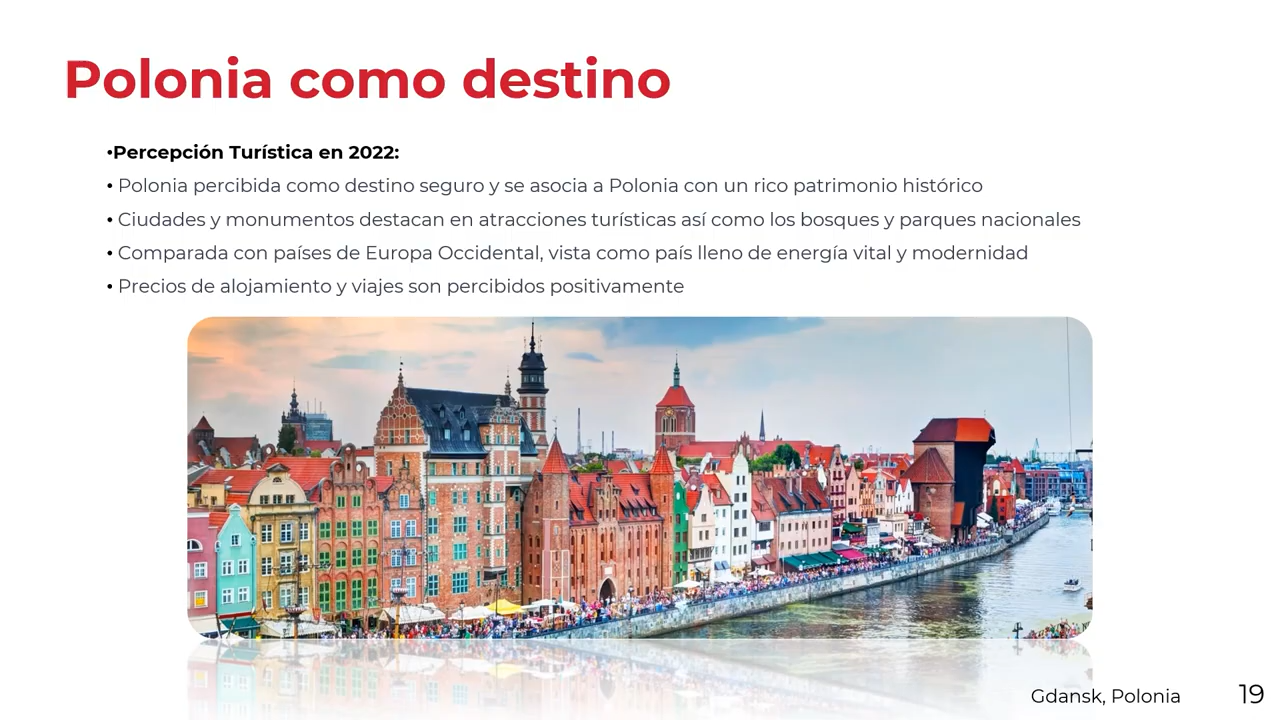 Polonia como destino
•Percepción Turística en 2022:
• Polonia percibida como destino seguro y se asocia a Polonia con un rico patrimonio histórico
• Ciudades y monumentos destacan en atracciones turísticas así como los bosques y parques nacionales
• Comparada con países de Europa Occidental, vista como país lleno de energía vital y modernidad
• Precios de alojamiento y viajes son percibidos positivamente
Gdansk, Polonia
19